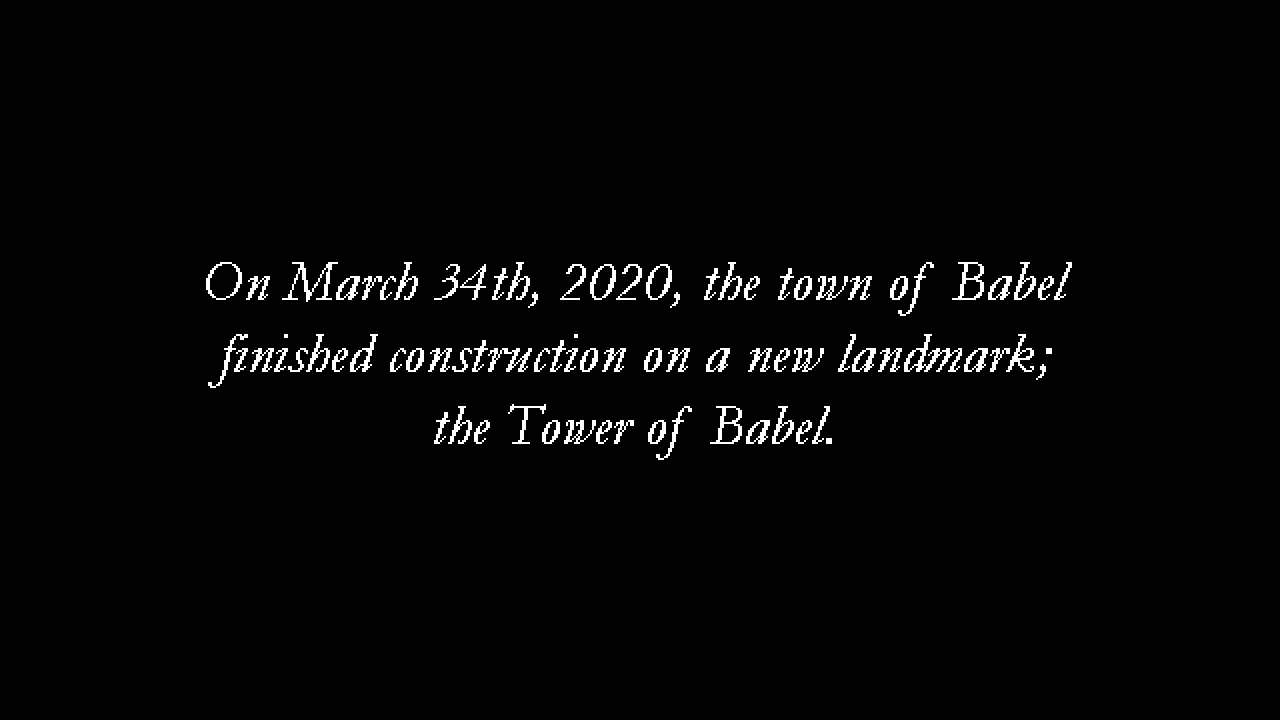 On March 34th, 2020, the town of Babel
finished construction on a new landmark;
the Tower of Babel.